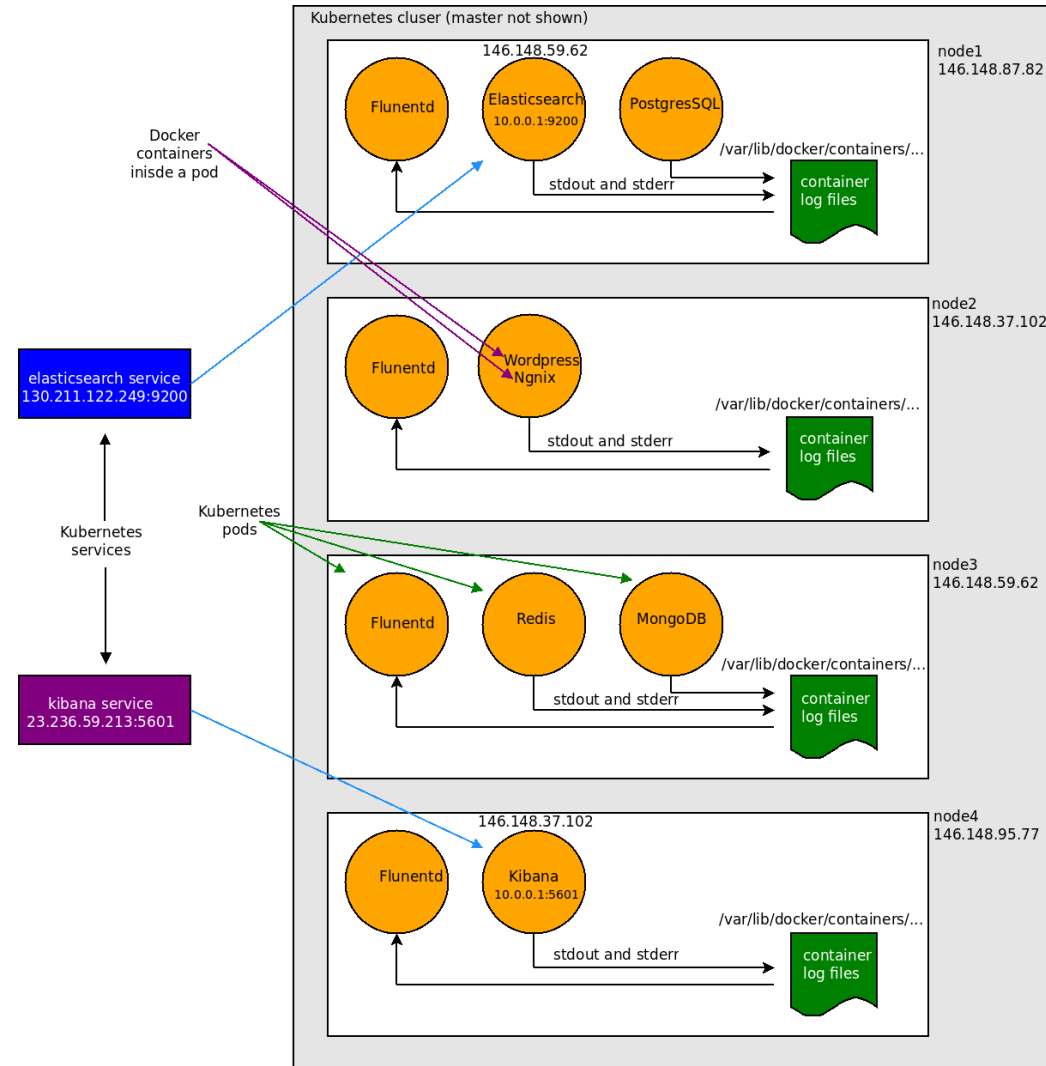 Kubernetes cluser (master not shown)
146.148.59.62
node1
146.148.87.82
Flunentd
Elasticsearch
10.0.0.1:9200
PostgresSQL
Docker
containers
inisde a pod
/var/lib/docker/containers/...
stdout and stderr
container
log files
node2
146.148.37.102
Flunentd
Wordpress
Ngnix
elasticsearch service
130.211.122.249:9200
/var/lib/docker/containers/...
stdout and stderr
container
log files
Kubernetes
pods
Kubernetes
services
node3
146.148.59.62
Flunentd
Redis
MongoDB
/var/lib/docker/containers/...
stdout and stderr
container
log files
kibana service
23.236.59.213:5601
146.148.37.102
node4
146.148.95.77
Flunentd
Kibana
10.0.0.1:5601
/var/lib/docker/containers/...
stdout and stderr
container
log files